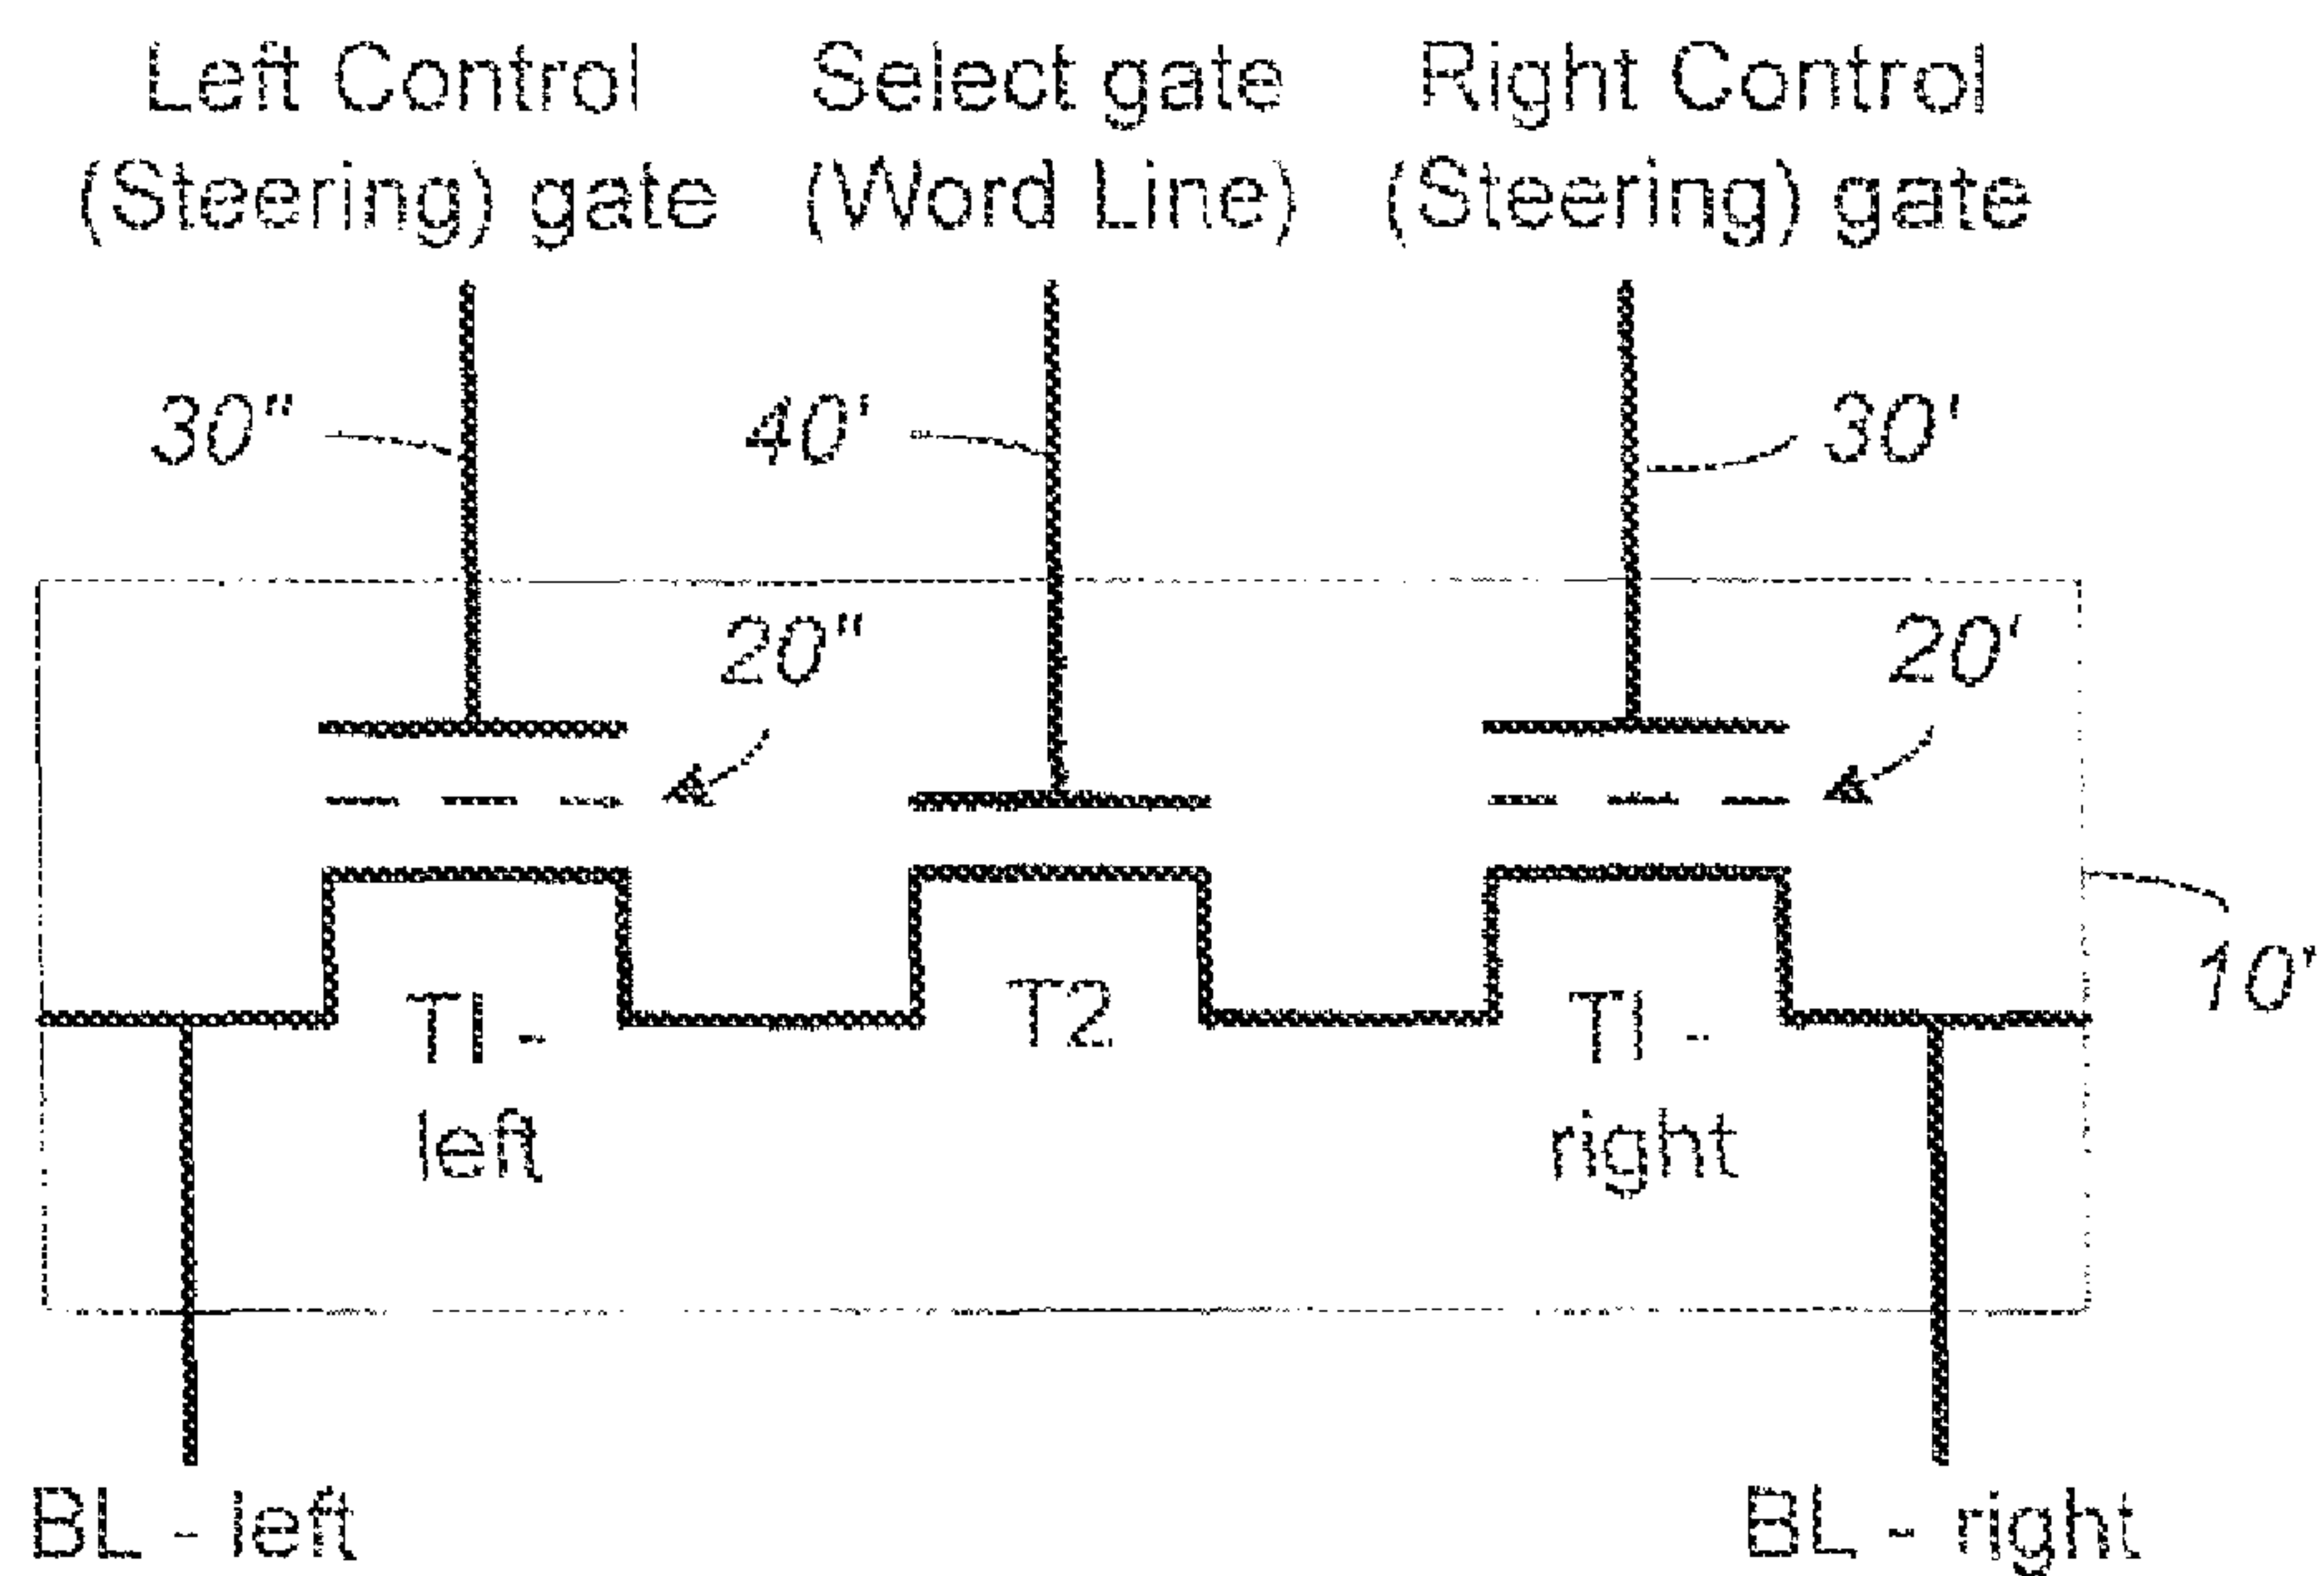 Left Control
(Steering) gate
Select gate
(Word Line)
Right Control
(Steering) gate
30"
40'
30'
20"
20'
10'
TI -
left
T2
TI -
right
BL - left
BL - right